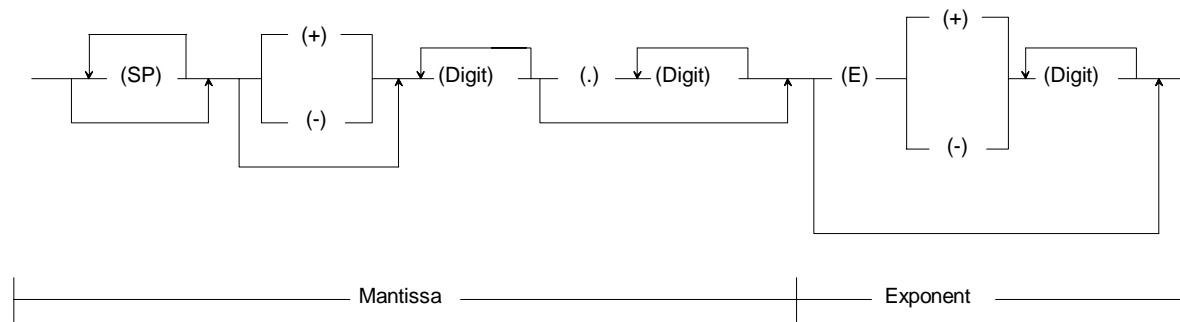 (+) (+)
(SP) (Digit) (.) (Digit) (E) (Digit)
(-) (-)
Mantissa Exponent